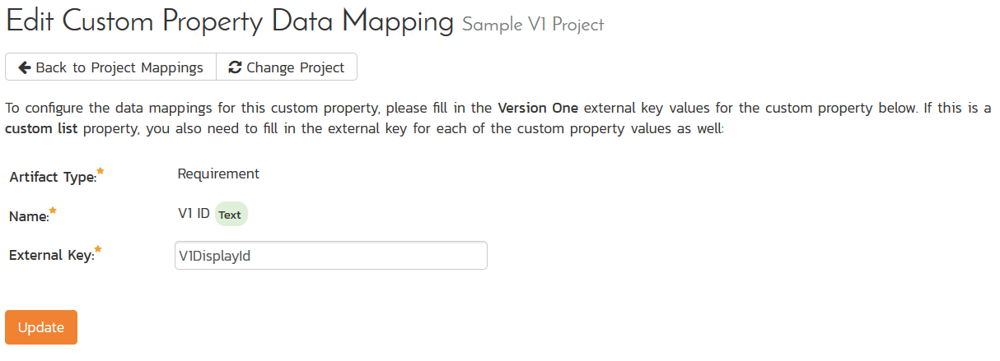 Edit Custom Property Data Mapping Sample V1 Project
Back to Project Mappings Change Project
To configure the data mappings for this custom property, please fill in the Version One external key values for the custom property below. If this is a
custom list property, you also need to fill in the external key for each of the custom property values as well:
Artifact Type: Requirement
Name: V1 ID Text
External Key: V1DisplayId
Update